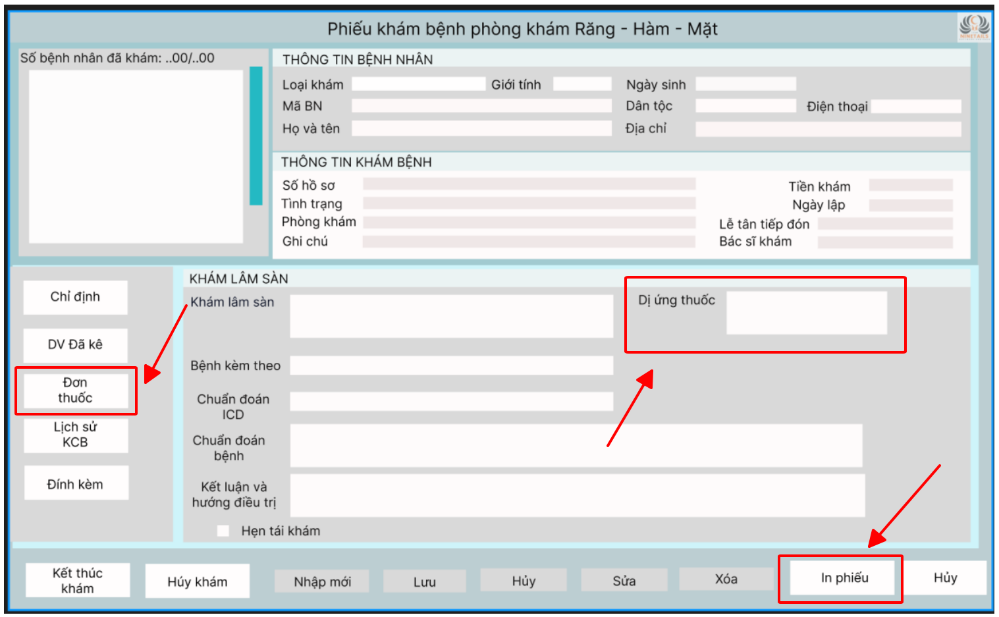 Phiếu khám bệnh phòng khám Răng - Hàm - Mặt
NINETAILS
Số bệnh nhân đã khám: ..00/..00
THÔNG TIN BỆNH NHÂN
Loại khám Giới tính Ngày sinh
Mã BN Dân tộc Điện thoại
Họ và tên Địa chỉ
THÔNG TIN KHÁM BỆNH
Số hồ sơ Tiền khám
Tình trạng Ngày lập
Phòng khám Lễ tân tiếp đón
Ghi chú Bác sĩ khám
Chỉ định
DV Đã kê
Đơn
thuốc
Lịch sử
KCB
Đính kèm
KHÁM LÂM SÀN
Khám lâm sàn Dị ứng thuốc
Bệnh kèm theo
Chuẩn đoán
ICD
Chuẩn đoán
bệnh
Kết luận và
hướng điều trị
Hẹn tái khám
Kết thúc
khám
Húy khám
Nhập mới
Lưu
Hủy
Sửa
Xóa
In phiếu
Hủy